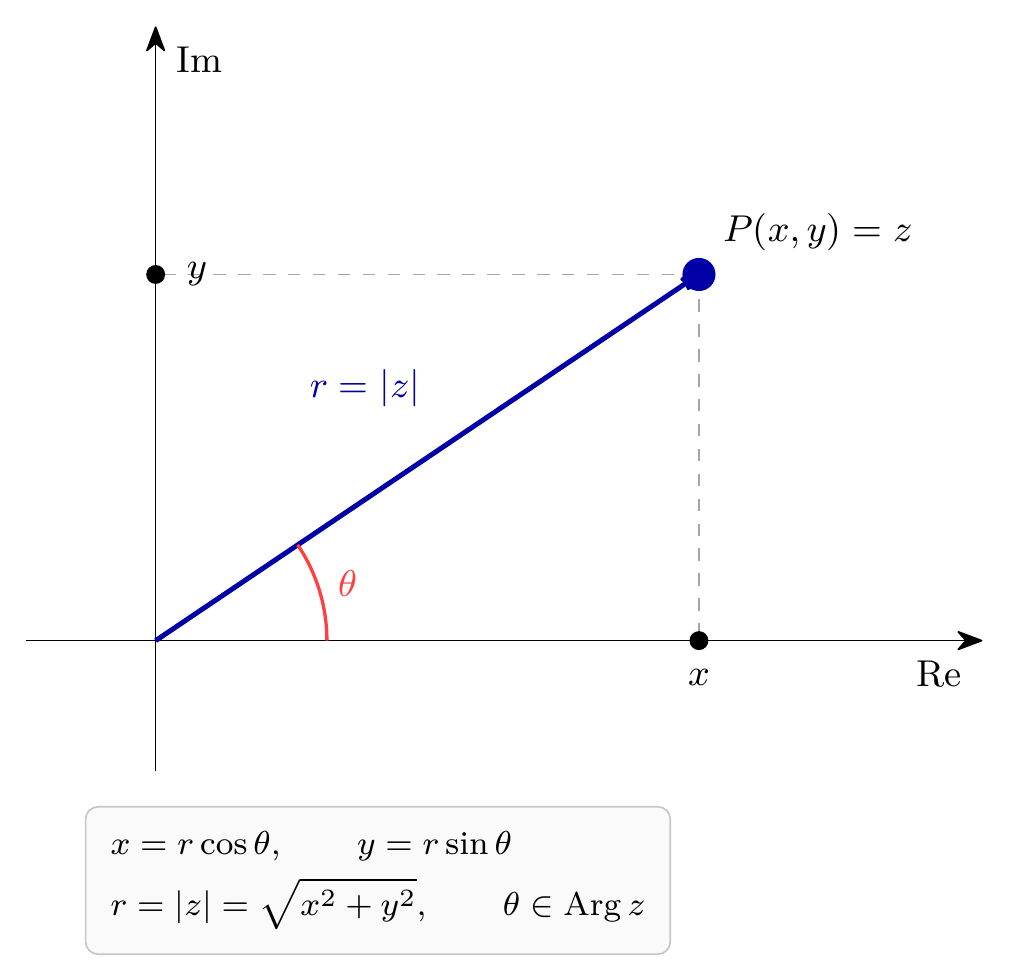 Im
P(x, y) = z
y
r = |z|
θ
x
Re
x = r cos θ, y = r sin θ
r = |z| = √(x² + y²), θ ∈ Arg z